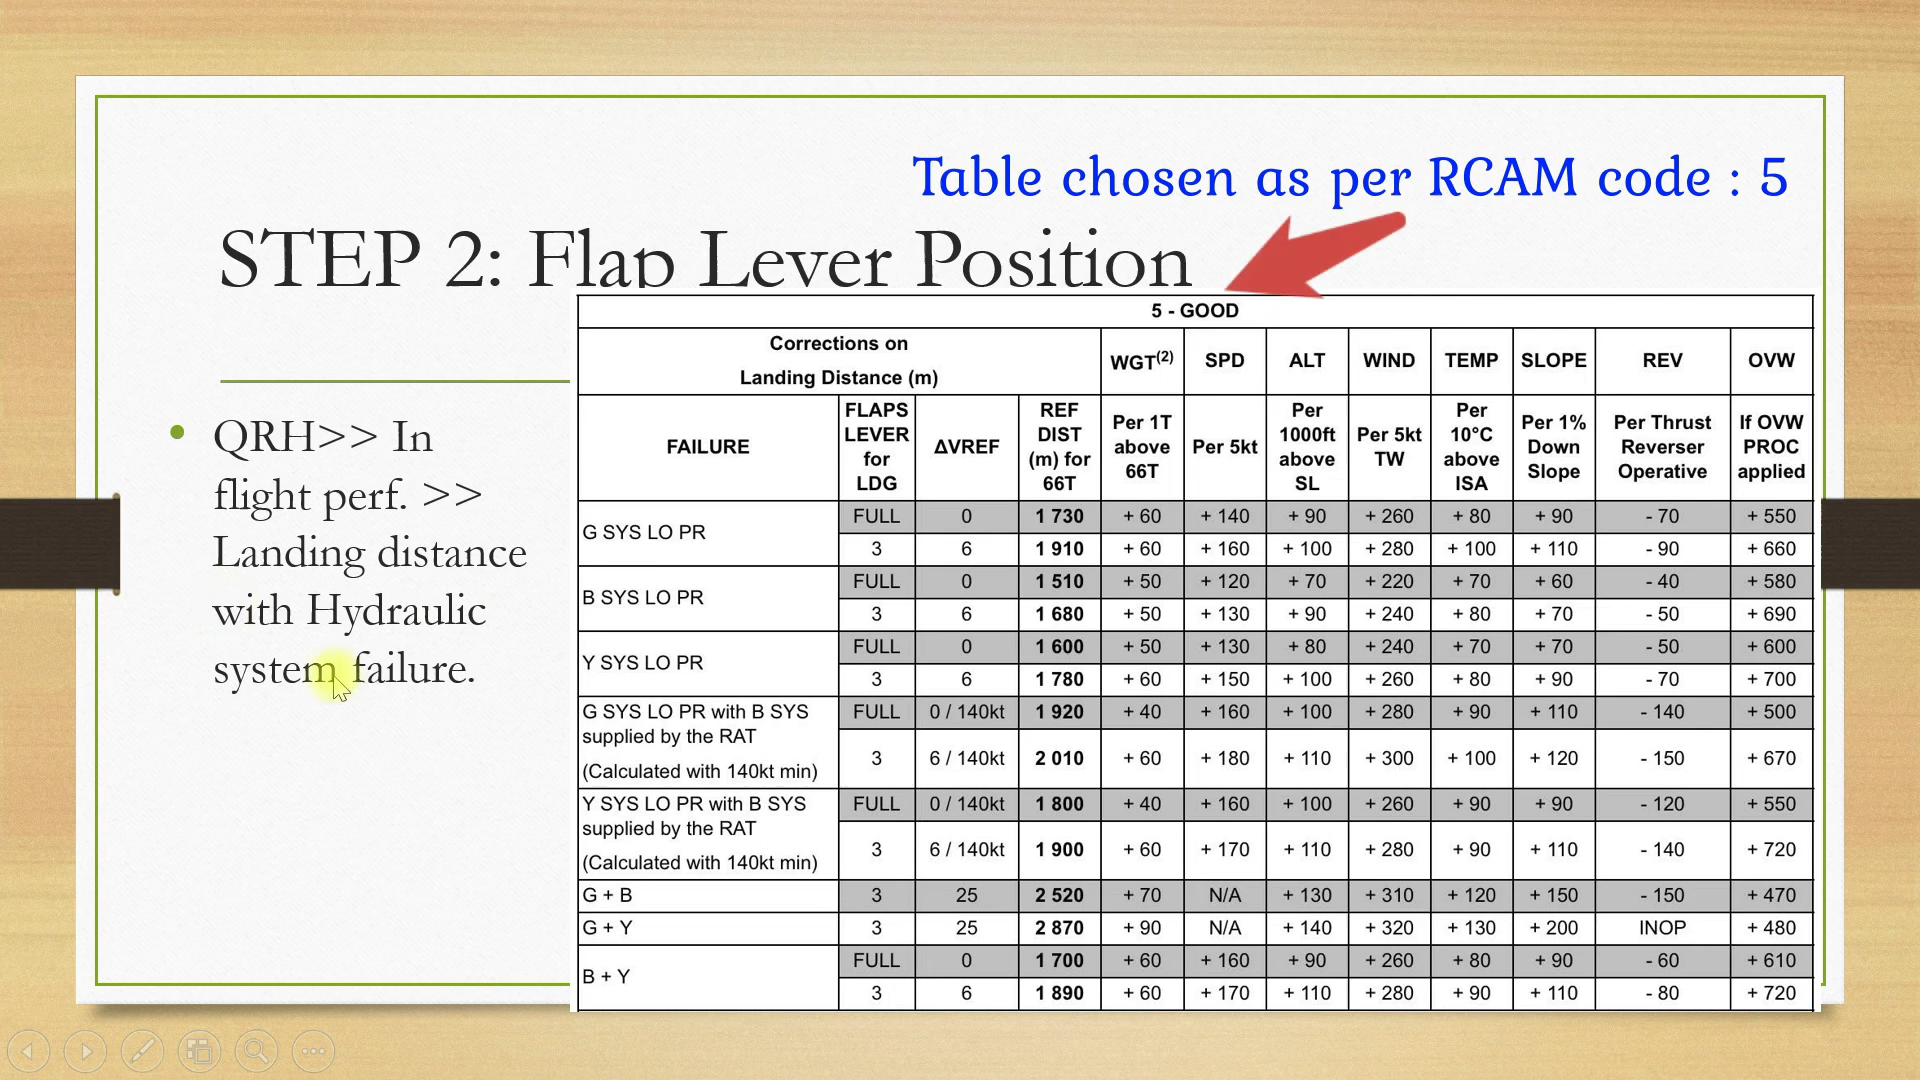 Table chosen as per RCAM code : 5
STEP 2: Flap Lever Position
QRH>> In
flight perf. >>
Landing distance
with Hydraulic
system failure.
5 - GOOD
Corrections on
Landing Distance (m)
WGT(2) SPD ALT WIND TEMP SLOPE REV OVW
FAILURE
FLAPS
LEVER
for
LDG
ΔVREF
REF
DIST
(m) for
66T
Per 1T
above
66T
Per 5kt
Per
1000ft
above
SL
Per 5kt
TW
Per
10°C
above
ISA
Per 1%
Down
Slope
Per Thrust
Reverser
Operative
If OVW
PROC
applied
G SYS LO PR
FULL 0 1 730 + 60 + 140 + 90 + 260 + 80 + 90 - 70 + 550
3 6 1 910 + 60 + 160 + 100 + 280 + 100 + 110 - 90 + 660
B SYS LO PR
FULL 0 1 510 + 50 + 120 + 70 + 220 + 70 + 60 - 40 + 580
3 6 1 680 + 50 + 130 + 90 + 240 + 80 + 70 - 50 + 690
Y SYS LO PR
FULL 0 1 600 + 50 + 130 + 80 + 240 + 70 + 70 - 50 + 600
3 6 1 780 + 60 + 150 + 100 + 260 + 80 + 90 - 70 + 700
G SYS LO PR with B SYS
supplied by the RAT
(Calculated with 140kt min)
FULL 0 / 140kt 1 920 + 40 + 160 + 100 + 280 + 90 + 110 - 140 + 500
3 6 / 140kt 2 010 + 60 + 180 + 110 + 300 + 100 + 120 - 150 + 670
Y SYS LO PR with B SYS
supplied by the RAT
(Calculated with 140kt min)
FULL 0 / 140kt 1 800 + 40 + 160 + 100 + 260 + 90 + 90 - 120 + 550
3 6 / 140kt 1 900 + 60 + 170 + 110 + 280 + 90 + 110 - 140 + 720
G + B 3 25 2 520 + 70 N/A + 130 + 310 + 120 + 150 - 150 + 470
G + Y 3 25 2 870 + 90 N/A + 140 + 320 + 130 + 200 INOP + 480
B + Y
FULL 0 1 700 + 60 + 160 + 90 + 260 + 80 + 90 - 60 + 610
3 6 1 890 + 60 + 170 + 110 + 280 + 90 + 110 - 80 + 720